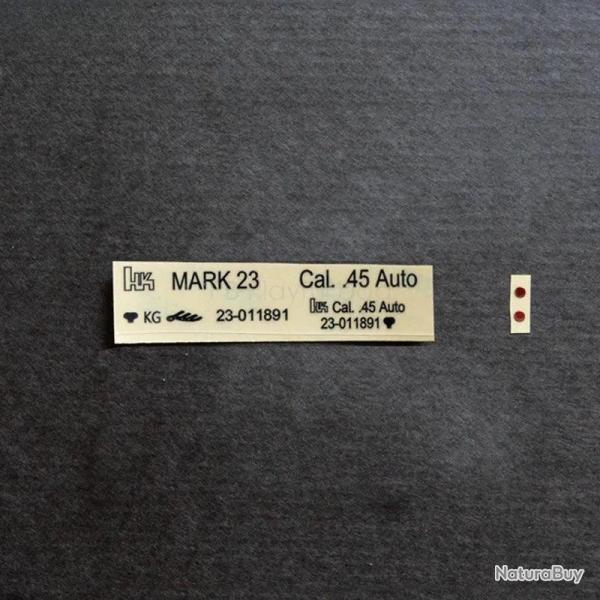 HK MARK 23 Cal. .45 Auto
KG 23-011891
HK Cal. .45 Auto
23-011891
NaturaBuy